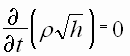 ∂/∂t (ρ√h) = 0